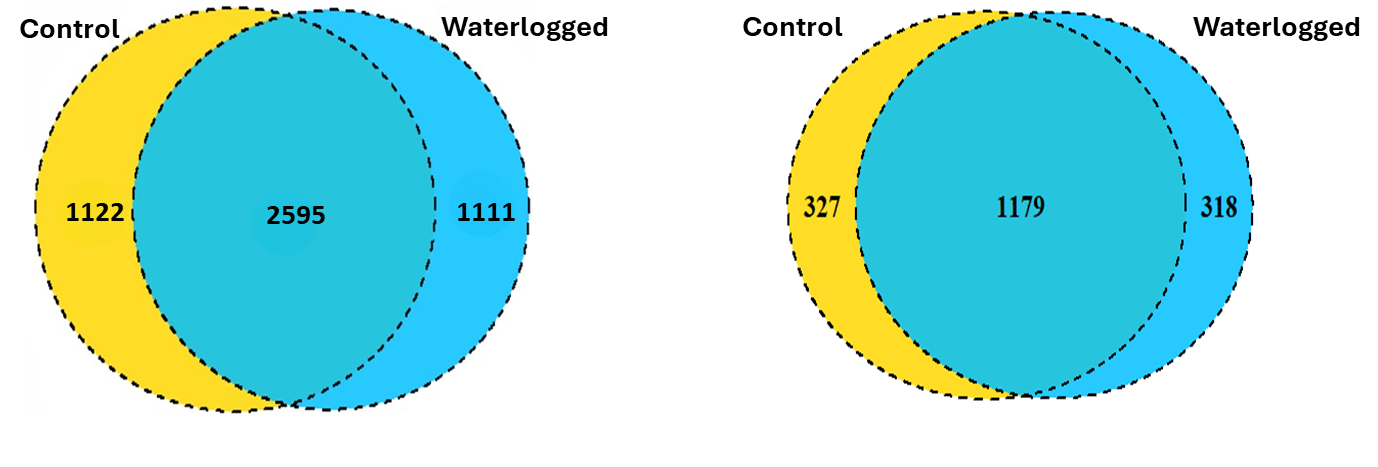 Control
Waterlogged
1122
2595
1111
Control
Waterlogged
327
1179
318